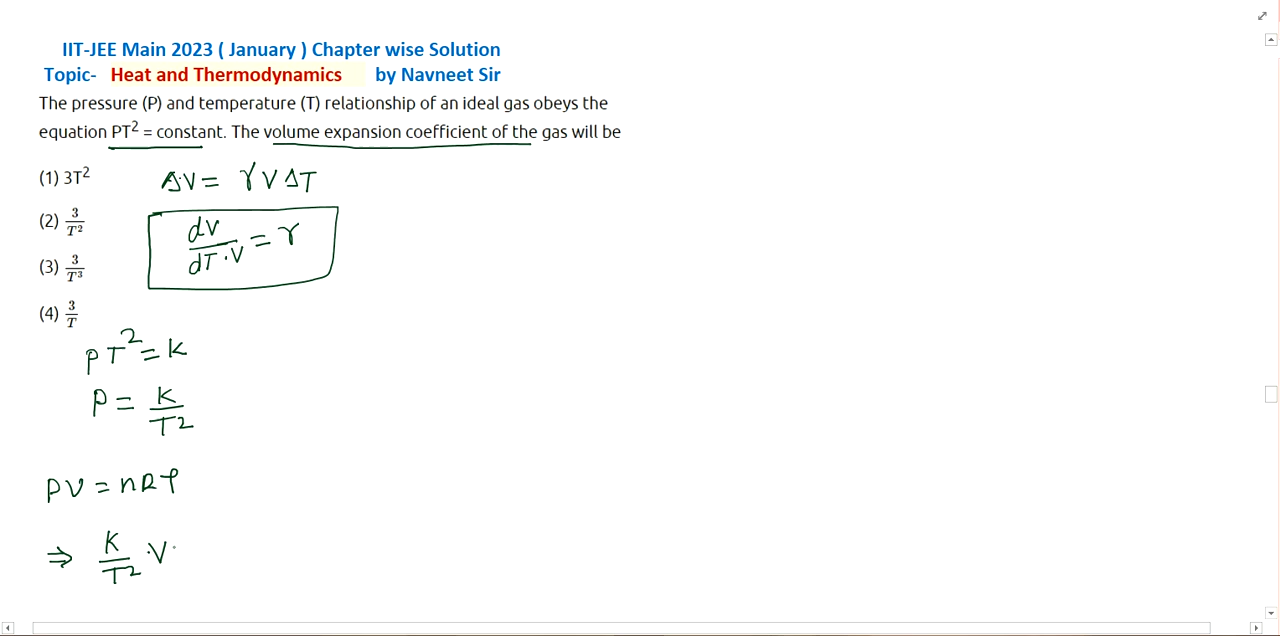 IIT-JEE Main 2023 ( January ) Chapter wise Solution
Topic- Heat and Thermodynamics by Navneet Sir
The pressure (P) and temperature (T) relationship of an ideal gas obeys the
equation PT² = constant. The volume expansion coefficient of the gas will be
(1) 3T²
(2) 3/T²
(3) 3/T³
(4) 3/T
ΔV = γ V ΔT
dV/dT·V = γ
PT² = K
P = K/T²
PV = nRT
⇒ K/T² ·V·